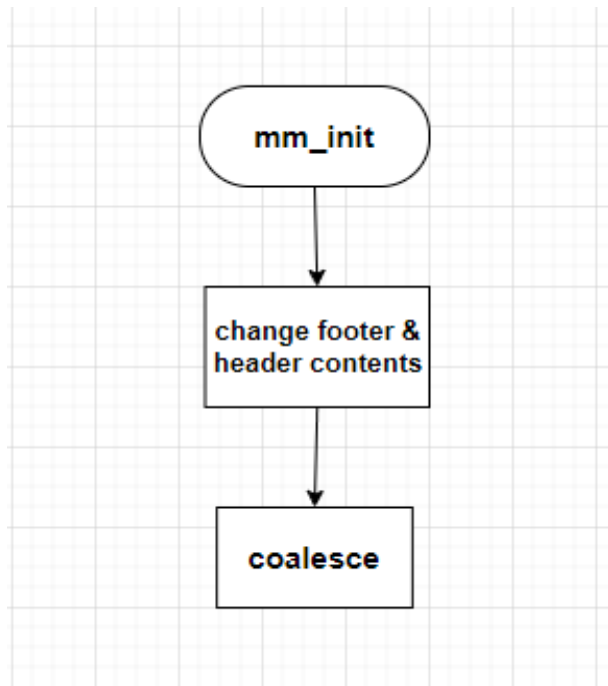 mm_init
change footer &
header contents
coalesce